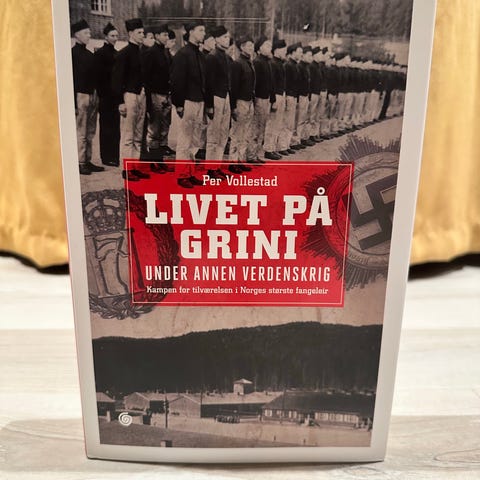 Per Vollestad
LIVET PÅ
GRINI
UNDER ANNEN VERDENSKRIG
Kampen for tilværelsen i Norges største fangeleir